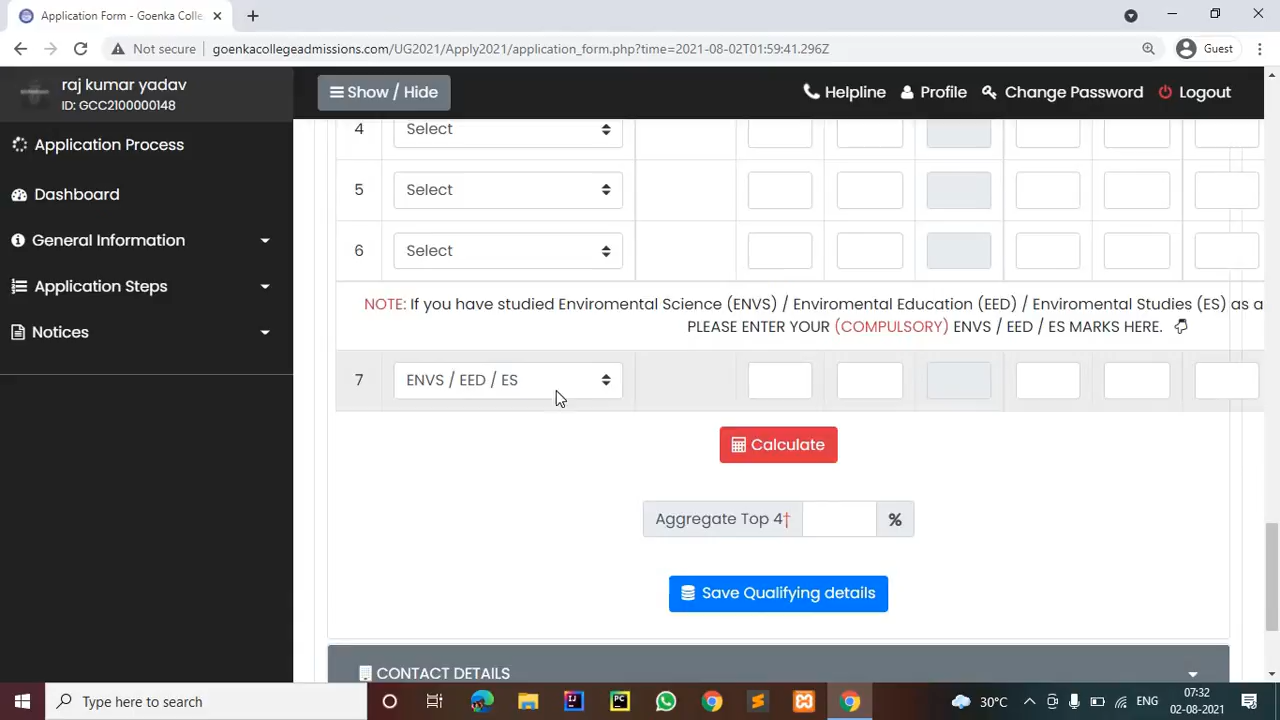 Application Form - Goenka Colle
Not secure
goenkacollegeadmissions.com/UG2021/Apply2021/application_form.php?time=2021-08-02T01:59:41.296Z
Guest
raj kumar yadav
ID: GCC2100000148
Show / Hide
Helpline
Profile
Change Password
Logout
Application Process
Dashboard
General Information
Application Steps
Notices
4
Select
5
Select
6
Select
NOTE: If you have studied Enviromental Science (ENVS) / Enviromental Education (EED) / Enviromental Studies (ES) as a
PLEASE ENTER YOUR (COMPULSORY) ENVS / EED / ES MARKS HERE.
7
ENVS / EED / ES
Calculate
Aggregate Top 4†
%
Save Qualifying details
CONTACT DETAILS
Type here to search
30°C
ENG
07:32
02-08-2021